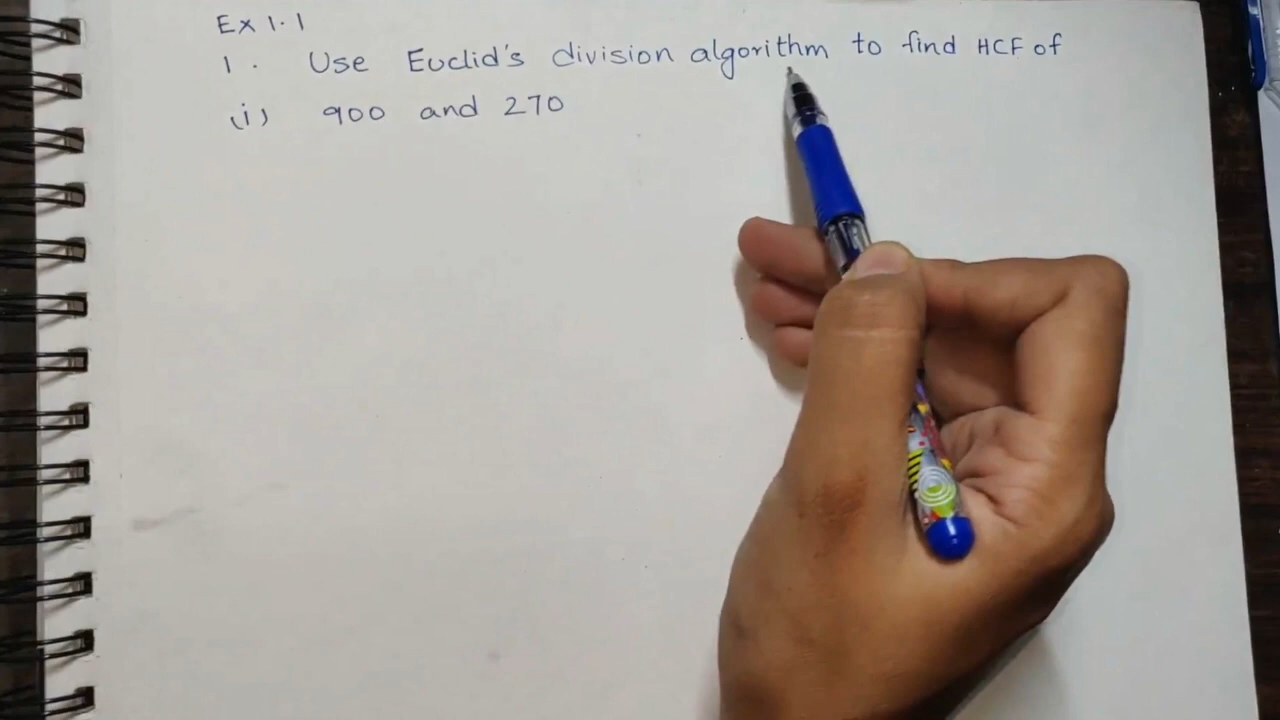 Ex 1.1
1. Use Euclid's division algorithm to find HCF of
(i) 900 and 270